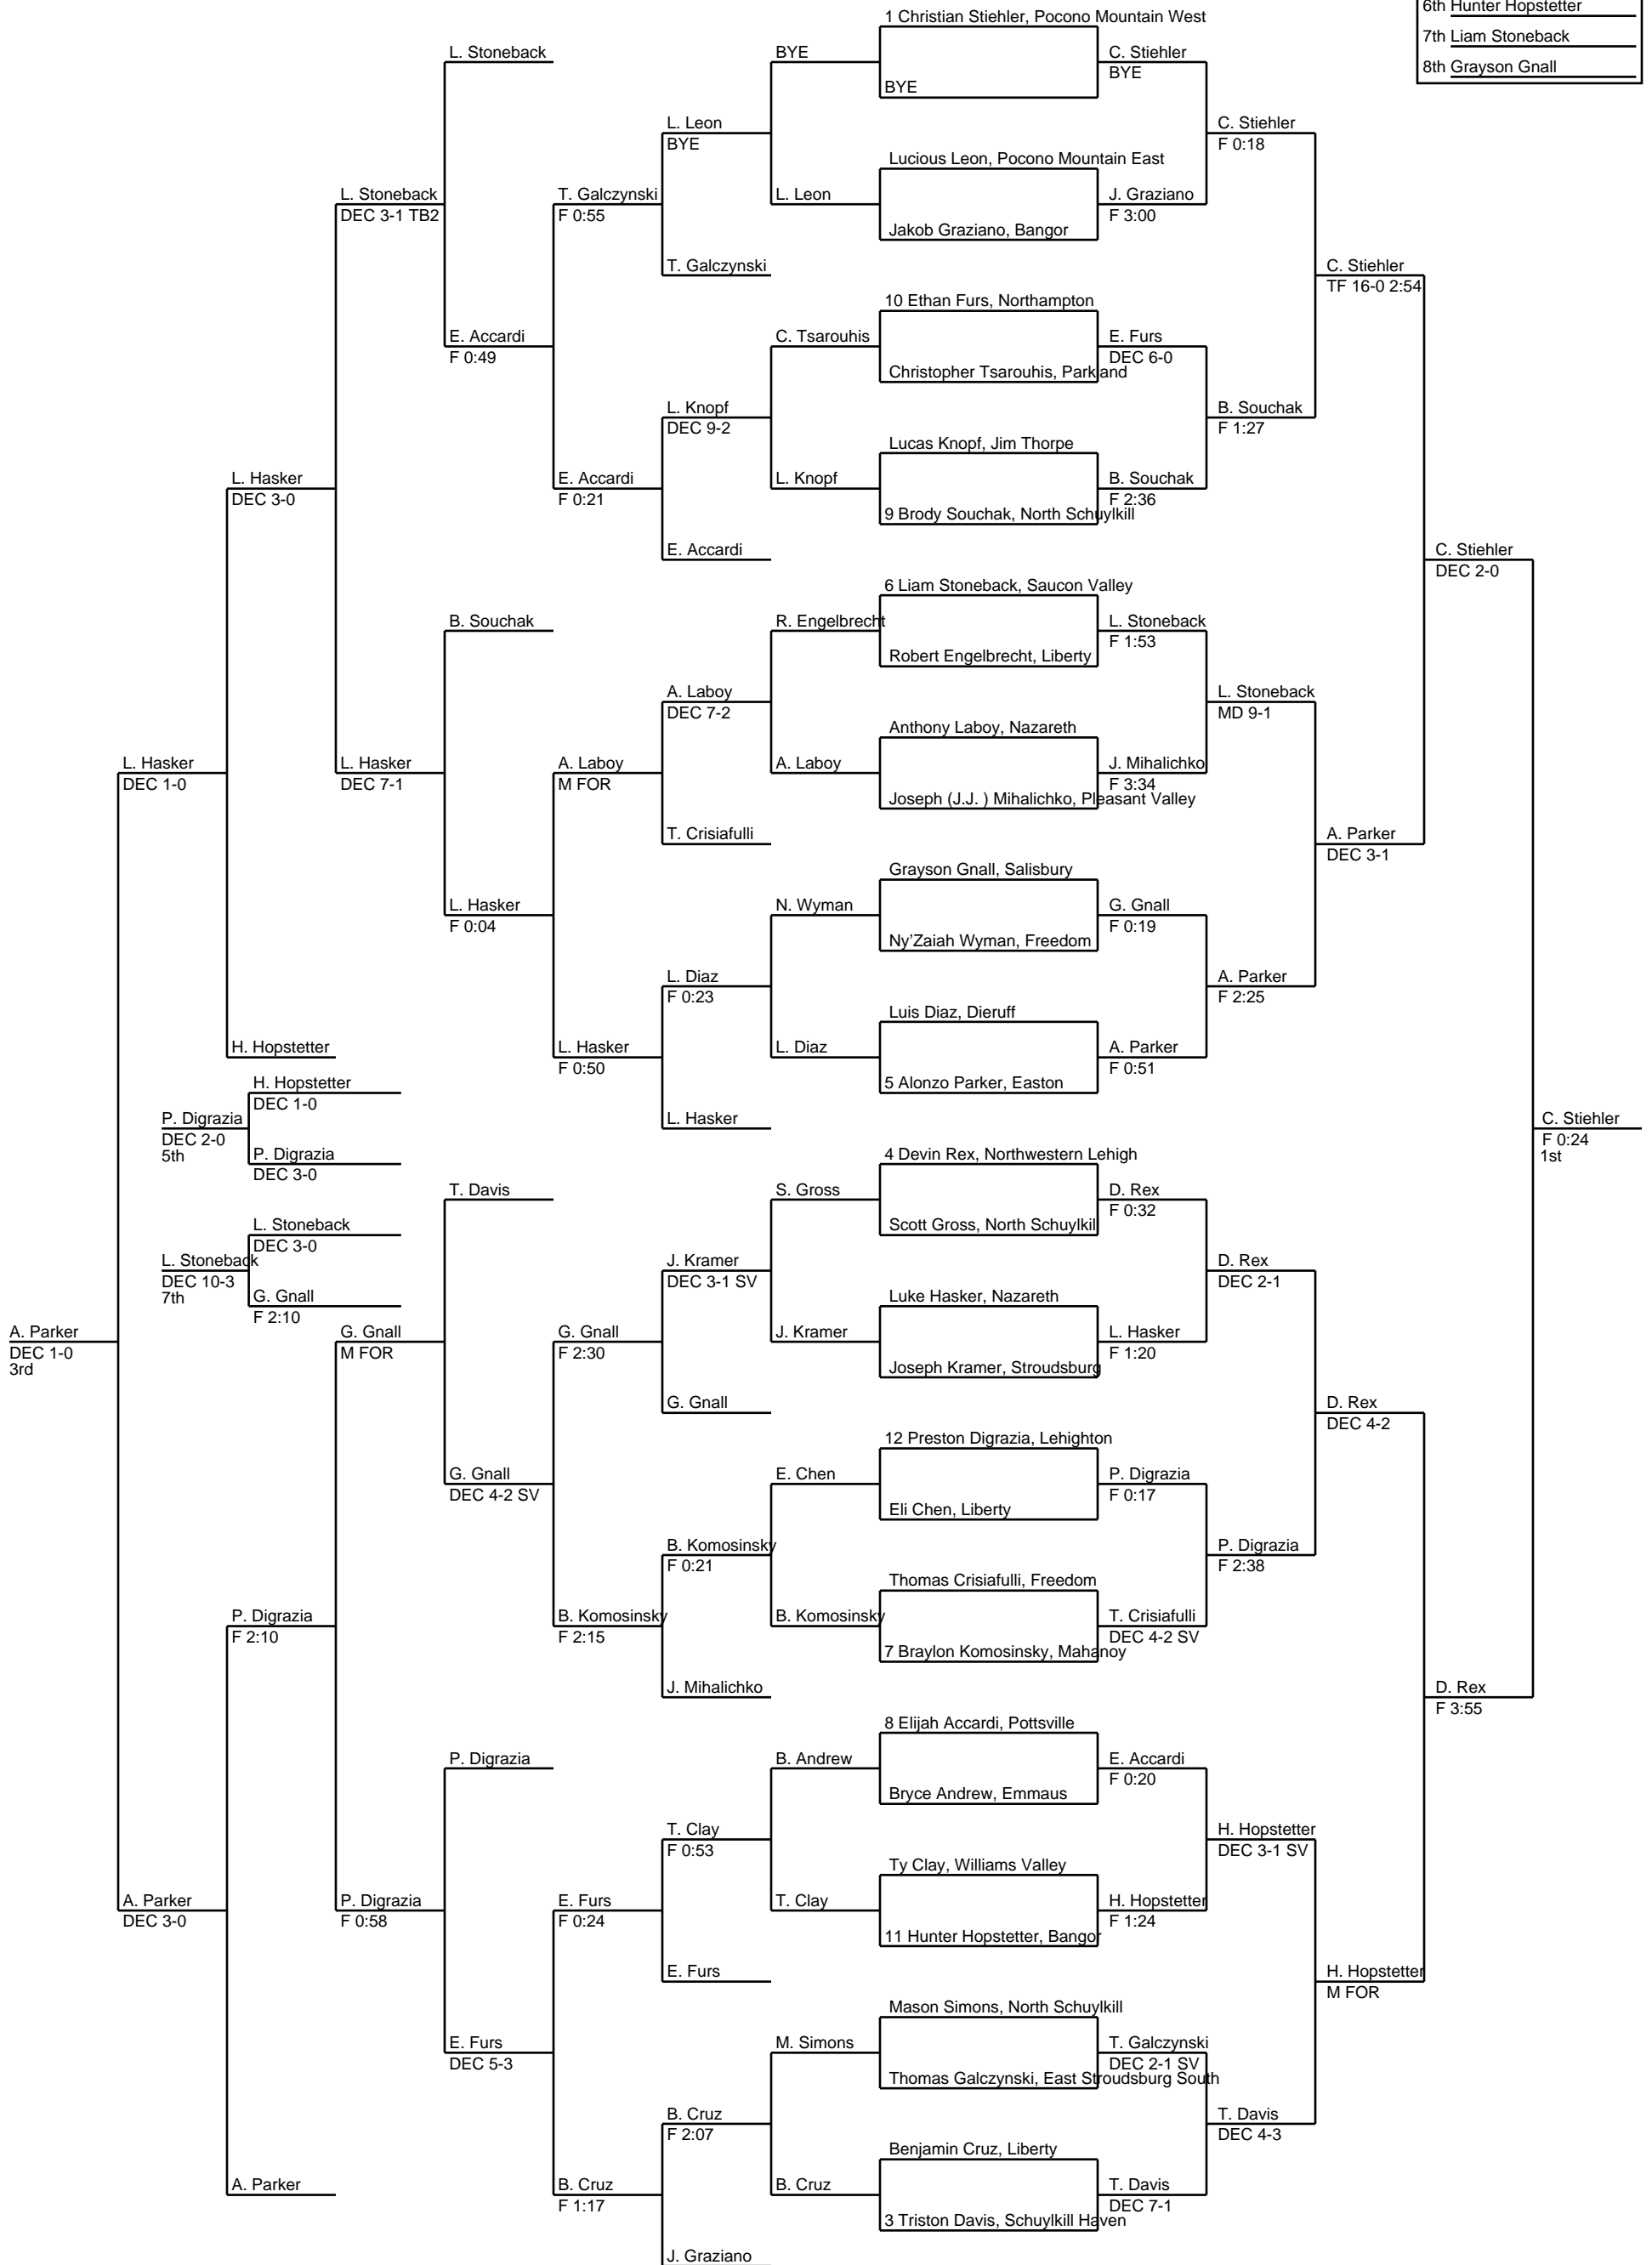 6th Hunter Hopstetter
7th Liam Stoneback
8th Grayson Gnall
1 Christian Stiehler, Pocono Mountain West
L. Stoneback
BYE
C. Stiehler
BYE
BYE
L. Leon
BYE
C. Stiehler
F 0:18
Lucious Leon, Pocono Mountain East
L. Stoneback
DEC 3-1 TB2
T. Galczynski
F 0:55
L. Leon
J. Graziano
F 3:00
Jakob Graziano, Bangor
T. Galczynski
C. Stiehler
TF 16-0 2:54
10 Ethan Furs, Northampton
E. Accardi
F 0:49
C. Tsarouhis
E. Furs
DEC 6-0
Christopher Tsarouhis, Parkland
L. Knopf
DEC 9-2
B. Souchak
F 1:27
Lucas Knopf, Jim Thorpe
L. Hasker
DEC 3-0
E. Accardi
F 0:21
L. Knopf
B. Souchak
F 2:36
9 Brody Souchak, North Schuylkill
E. Accardi
C. Stiehler
DEC 2-0
6 Liam Stoneback, Saucon Valley
B. Souchak
R. Engelbrecht
L. Stoneback
F 1:53
Robert Engelbrecht, Liberty
A. Laboy
DEC 7-2
L. Stoneback
MD 9-1
Anthony Laboy, Nazareth
L. Hasker
DEC 1-0
L. Hasker
DEC 7-1
A. Laboy
M FOR
A. Laboy
J. Mihalichko
F 3:34
Joseph (J.J. ) Mihalichko, Pleasant Valley
T. Crisiafulli
A. Parker
DEC 3-1
Grayson Gnall, Salisbury
L. Hasker
F 0:04
N. Wyman
G. Gnall
F 0:19
Ny'Zaiah Wyman, Freedom
L. Diaz
F 0:23
A. Parker
F 2:25
Luis Diaz, Dieruff
H. Hopstetter
L. Hasker
F 0:50
L. Diaz
A. Parker
F 0:51
5 Alonzo Parker, Easton
H. Hopstetter
DEC 1-0
P. Digrazia
DEC 2-0
5th
L. Hasker
C. Stiehler
F 0:24
1st
P. Digrazia
DEC 3-0
4 Devin Rex, Northwestern Lehigh
T. Davis
S. Gross
D. Rex
F 0:32
Scott Gross, North Schuylkil
L. Stoneback
DEC 3-0
L. Stoneback
DEC 10-3
7th
J. Kramer
DEC 3-1 SV
D. Rex
DEC 2-1
G. Gnall
F 2:10
Luke Hasker, Nazareth
A. Parker
DEC 1-0
3rd
G. Gnall
M FOR
G. Gnall
F 2:30
J. Kramer
L. Hasker
F 1:20
Joseph Kramer, Stroudsburg
G. Gnall
D. Rex
DEC 4-2
12 Preston Digrazia, Lehighton
G. Gnall
DEC 4-2 SV
E. Chen
P. Digrazia
F 0:17
Eli Chen, Liberty
B. Komosinsky
F 0:21
P. Digrazia
F 2:38
Thomas Crisiafulli, Freedom
P. Digrazia
F 2:10
B. Komosinsky
F 2:15
B. Komosinsky
T. Crisiafulli
DEC 4-2 SV
7 Braylon Komosinsky, Mahanoy
J. Mihalichko
D. Rex
F 3:55
8 Elijah Accardi, Pottsville
P. Digrazia
B. Andrew
E. Accardi
F 0:20
Bryce Andrew, Emmaus
T. Clay
F 0:53
H. Hopstetter
DEC 3-1 SV
Ty Clay, Williams Valley
A. Parker
DEC 3-0
P. Digrazia
F 0:58
E. Furs
F 0:24
T. Clay
H. Hopstetter
F 1:24
11 Hunter Hopstetter, Bangor
E. Furs
H. Hopstetter
M FOR
Mason Simons, North Schuylkill
E. Furs
DEC 5-3
M. Simons
T. Galczynski
DEC 2-1 SV
Thomas Galczynski, East Stroudsburg South
B. Cruz
F 2:07
T. Davis
DEC 4-3
Benjamin Cruz, Liberty
A. Parker
B. Cruz
F 1:17
B. Cruz
T. Davis
DEC 7-1
3 Triston Davis, Schuylkill Haven
J. Graziano